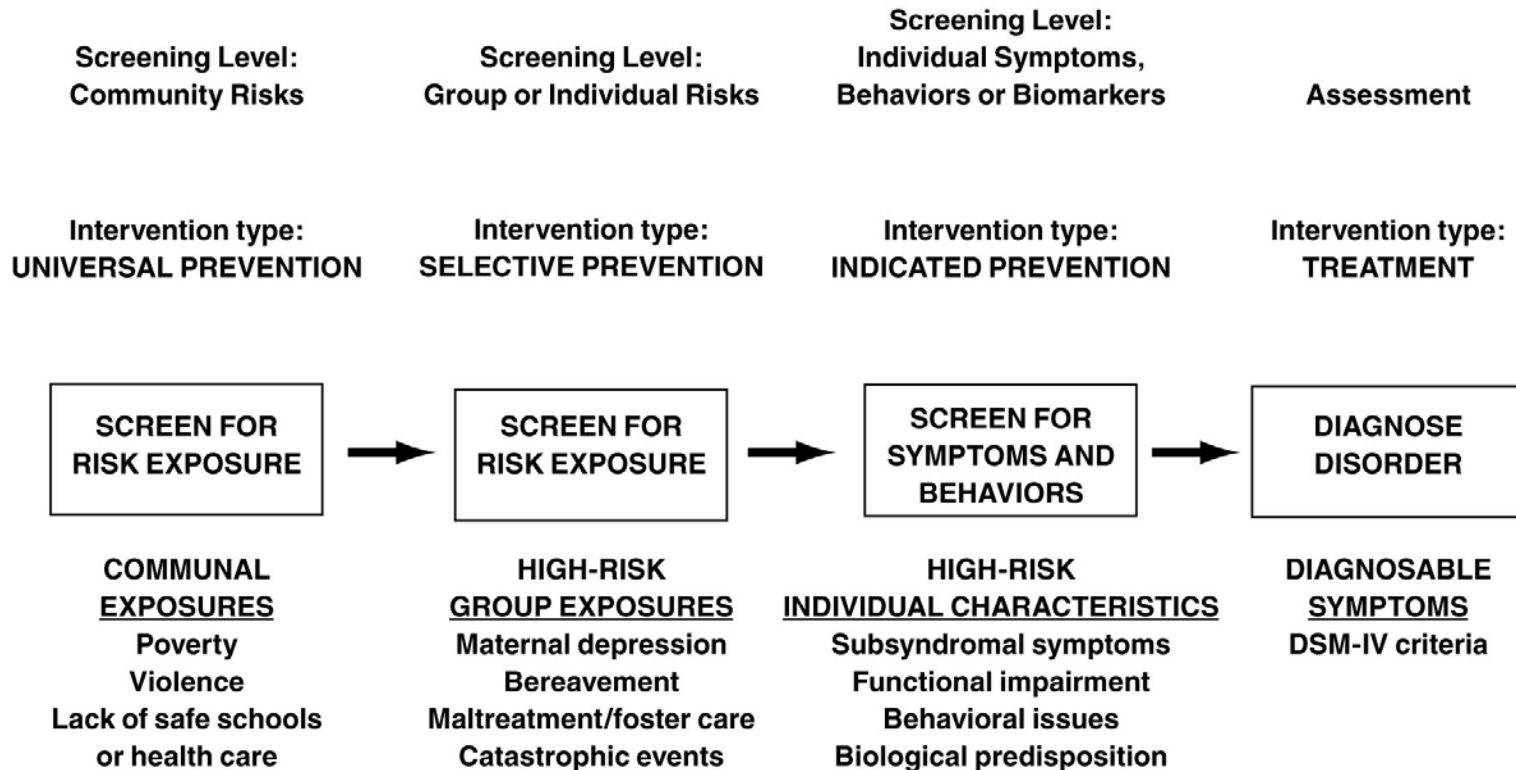 Screening Level:
Community Risks
Screening Level:
Group or Individual Risks
Screening Level:
Individual Symptoms,
Behaviors or Biomarkers
Assessment
Intervention type:
UNIVERSAL PREVENTION
Intervention type:
SELECTIVE PREVENTION
Intervention type:
INDICATED PREVENTION
Intervention type:
TREATMENT
SCREEN FOR
RISK EXPOSURE
SCREEN FOR
RISK EXPOSURE
SCREEN FOR
SYMPTOMS AND
BEHAVIORS
DIAGNOSE
DISORDER
COMMUNAL
EXPOSURES
Poverty
Violence
Lack of safe schools
or health care
HIGH-RISK
GROUP EXPOSURES
Maternal depression
Bereavement
Maltreatment/foster care
Catastrophic events
HIGH-RISK
INDIVIDUAL CHARACTERISTICS
Subsyndromal symptoms
Functional impairment
Behavioral issues
Biological predisposition
DIAGNOSABLE
SYMPTOMS
DSM-IV criteria